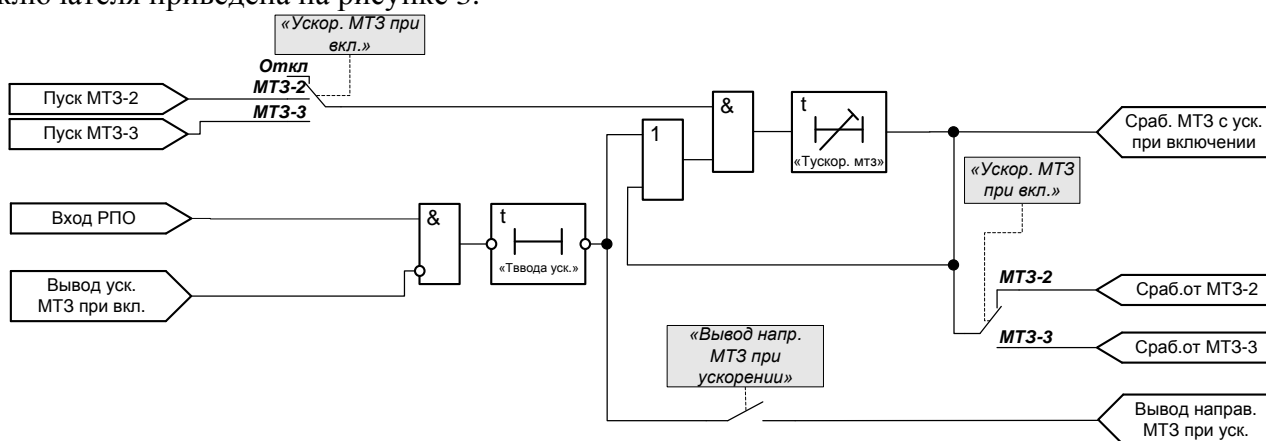 ключателя приведена на рисунке 3.
«Ускор. МТЗ при
вкл.»
Откл
МТЗ-2
МТЗ-3
Пуск МТЗ-2
Пуск МТЗ-3
&
t
«Тускор. мтз»
1
Сраб. МТЗ с уск.
при включении
«Ускор. МТЗ
при вкл.»
Вход РПО
&
t
«Тввода уск.»
Вывод уск.
МТЗ при вкл.
МТЗ-2
Сраб.от МТЗ-2
МТЗ-3
Сраб.от МТЗ-3
«Вывод напр.
МТЗ при
ускорении»
Вывод направ.
МТЗ при уск.